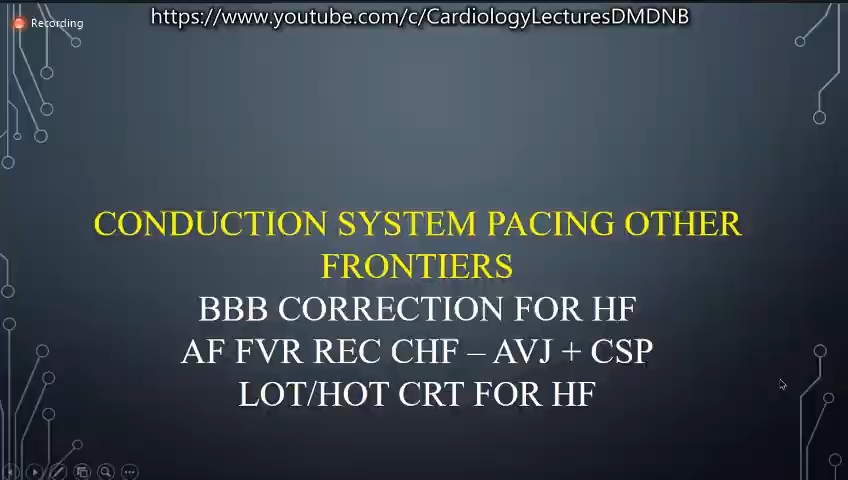 https://www.youtube.com/c/CardiologyLecturesDMDNB
Recording
CONDUCTION SYSTEM PACING OTHER
FRONTIERS
BBB CORRECTION FOR HF
AF FVR REC CHF – AVJ + CSP
LOT/HOT CRT FOR HF